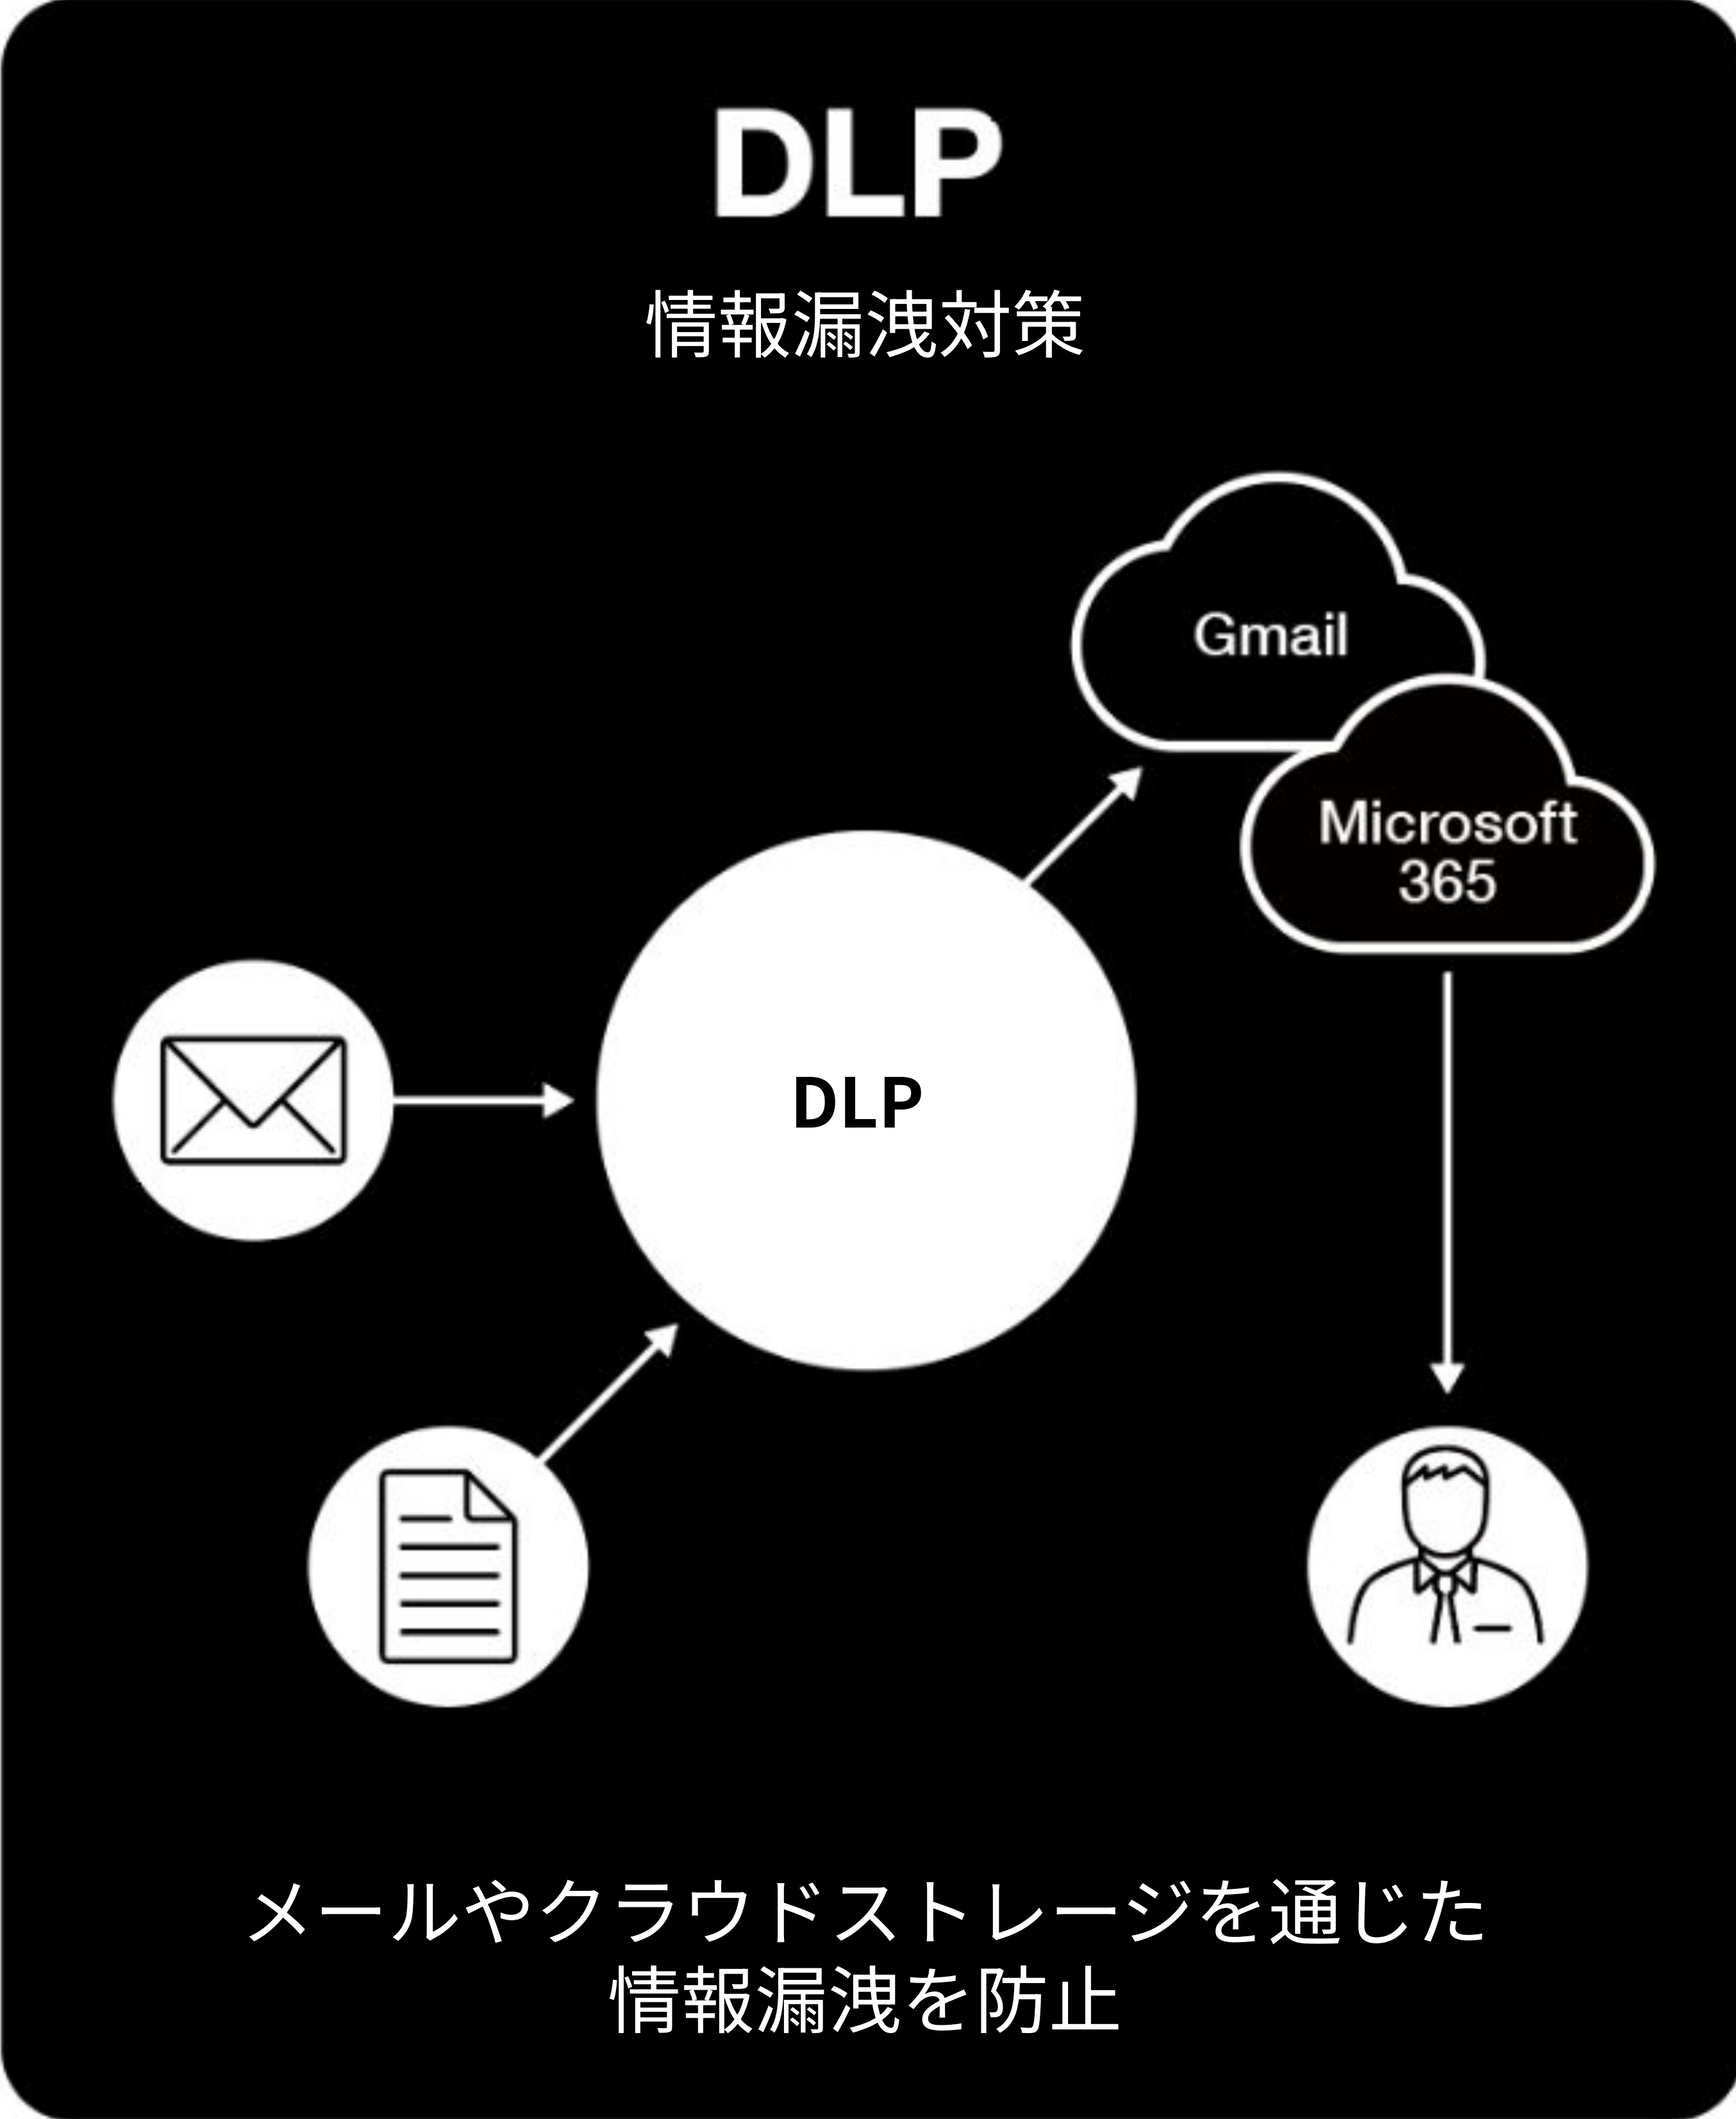 DLP
情報漏洩対策
Gmail
Microsoft
365
DLP
メールやクラウドストレージを通じた
情報漏洩を防止